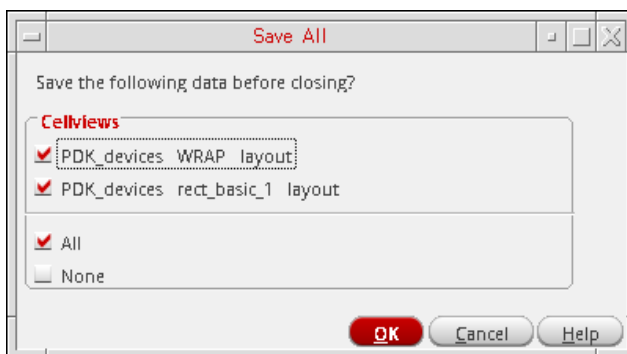 Save All
Save the following data before closing?
Cellviews
PDK_devices WRAP layout
PDK_devices rect_basic_1 layout
All
None
OK Cancel Help